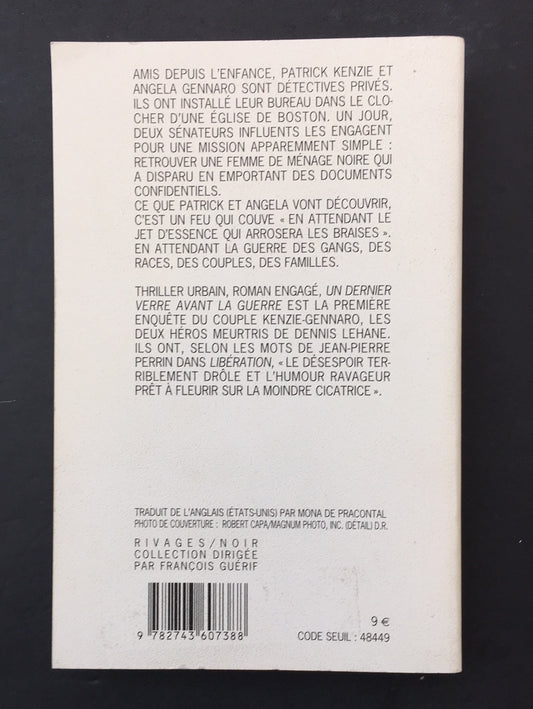 AMIS DEPUIS L'ENFANCE, PATRICK KENZIE ET
ANGELA GENNARO SONT DÉTECTIVES PRIVÉS.
ILS ONT INSTALLÉ LEUR BUREAU DANS LE CLO-
CHER D'UNE ÉGLISE DE BOSTON. UN JOUR,
DEUX SÉNATEURS INFLUENTS LES ENGAGENT
POUR UNE MISSION APPAREMMENT SIMPLE :
RETROUVER UNE FEMME DE MÉNAGE NOIRE QUI
A DISPARU EN EMPORTANT DES DOCUMENTS
CONFIDENTIELS.
CE QUE PATRICK ET ANGELA VONT DÉCOUVRIR,
C'EST UN FEU QUI COUVE « EN ATTENDANT LE
JET D'ESSENCE QUI ARROSERA LES BRAISES ».
EN ATTENDANT LA GUERRE DES GANGS, DES
RACES, DES COUPLES, DES FAMILLES.
THRILLER URBAIN, ROMAN ENGAGÉ, UN DERNIER
VERRE AVANT LA GUERRE EST LA PREMIÈRE
ENQUÊTE DU COUPLE KENZIE-GENNARO, LES
DEUX HÉROS MEURTRIS DE DENNIS LEHANE.
ILS ONT, SELON LES MOTS DE JEAN-PIERRE
PERRIN DANS LIBÉRATION, « LE DÉSESPOIR TER-
RIBLEMENT DRÔLE ET L'HUMOUR RAVAGEUR
PRÊT À FLEURIR SUR LA MOINDRE CICATRICE ».
TRADUIT DE L'ANGLAIS (ÉTATS-UNIS) PAR MONA DE PRACONTAL
PHOTO DE COUVERTURE : ROBERT CAPA/MAGNUM PHOTO, INC. (DÉTAIL) D.R.
RIVAGES/NOIR
COLLECTION DIRIGÉE
PAR FRANÇOIS GUÉRIF
9 782743 607388
9 €
CODE SEUIL : 48449